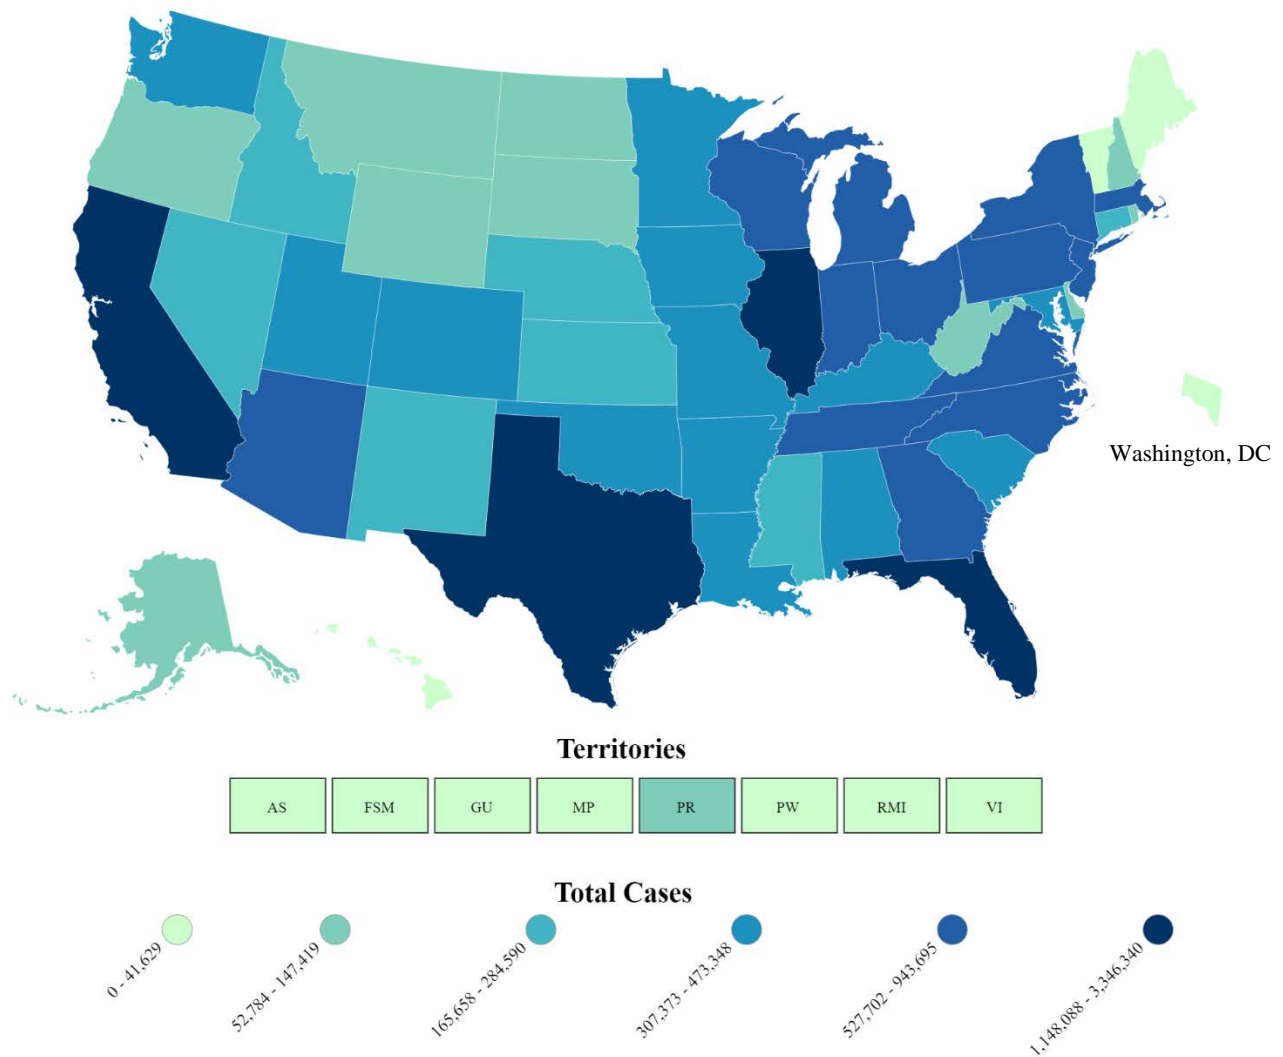 Washington, DC
Territories
AS
FSM
GU
MP
PR
PW
RMI
VI
Total Cases
0 - 41,629
52,784 - 147,419
165,658 - 284,590
307,373 - 473,348
527,702 - 943,695
1,148,088 - 3,346,340